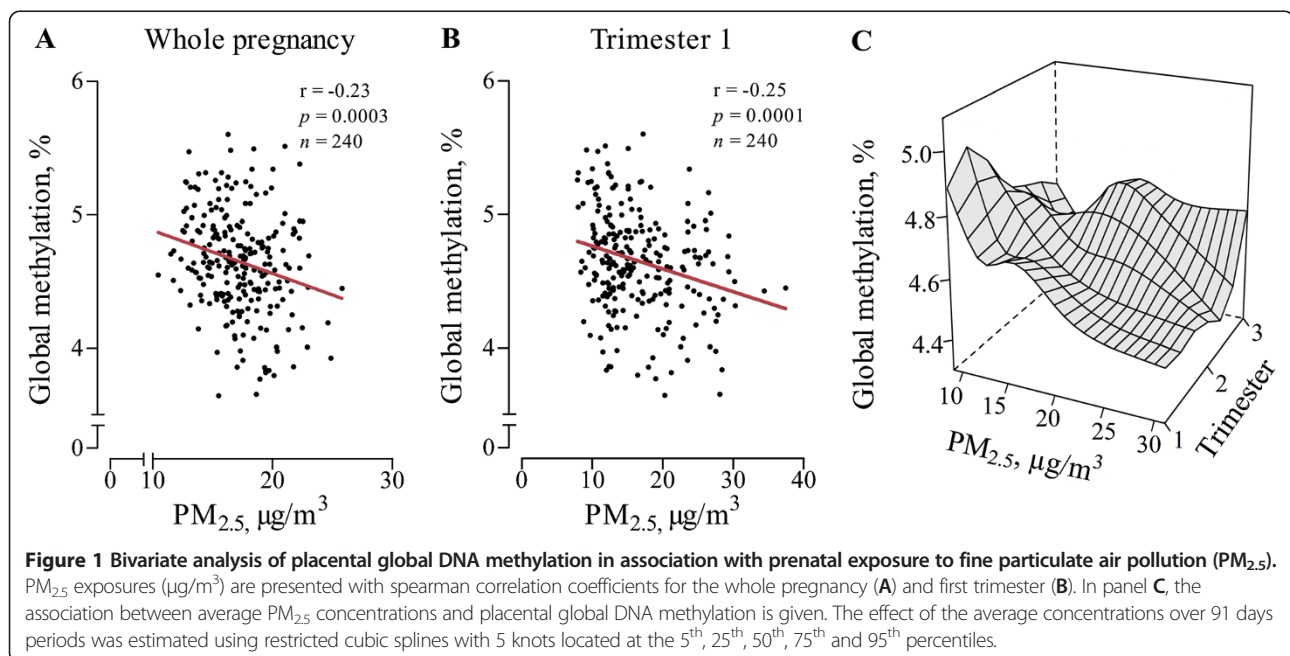 A Whole pregnancy
r = -0.23
p = 0.0003
n = 240
Global methylation, %
6
5
4
0
0 10 20 30
PM2.5, µg/m³
B Trimester 1
r = -0.25
p = 0.0001
n = 240
Global methylation, %
6
5
4
0
0 10 20 30 40
PM2.5, µg/m³
C
Global methylation, %
5.0
4.8
4.6
4.4
10 15 20 25 30
PM2.5, µg/m³
1 2 3
Trimester
Figure 1 Bivariate analysis of placental global DNA methylation in association with prenatal exposure to fine particulate air pollution (PM2.5).
PM2.5 exposures (µg/m³) are presented with spearman correlation coefficients for the whole pregnancy (A) and first trimester (B). In panel C, the
association between average PM2.5 concentrations and placental global DNA methylation is given. The effect of the average concentrations over 91 days
periods was estimated using restricted cubic splines with 5 knots located at the 5th, 25th, 50th, 75th and 95th percentiles.